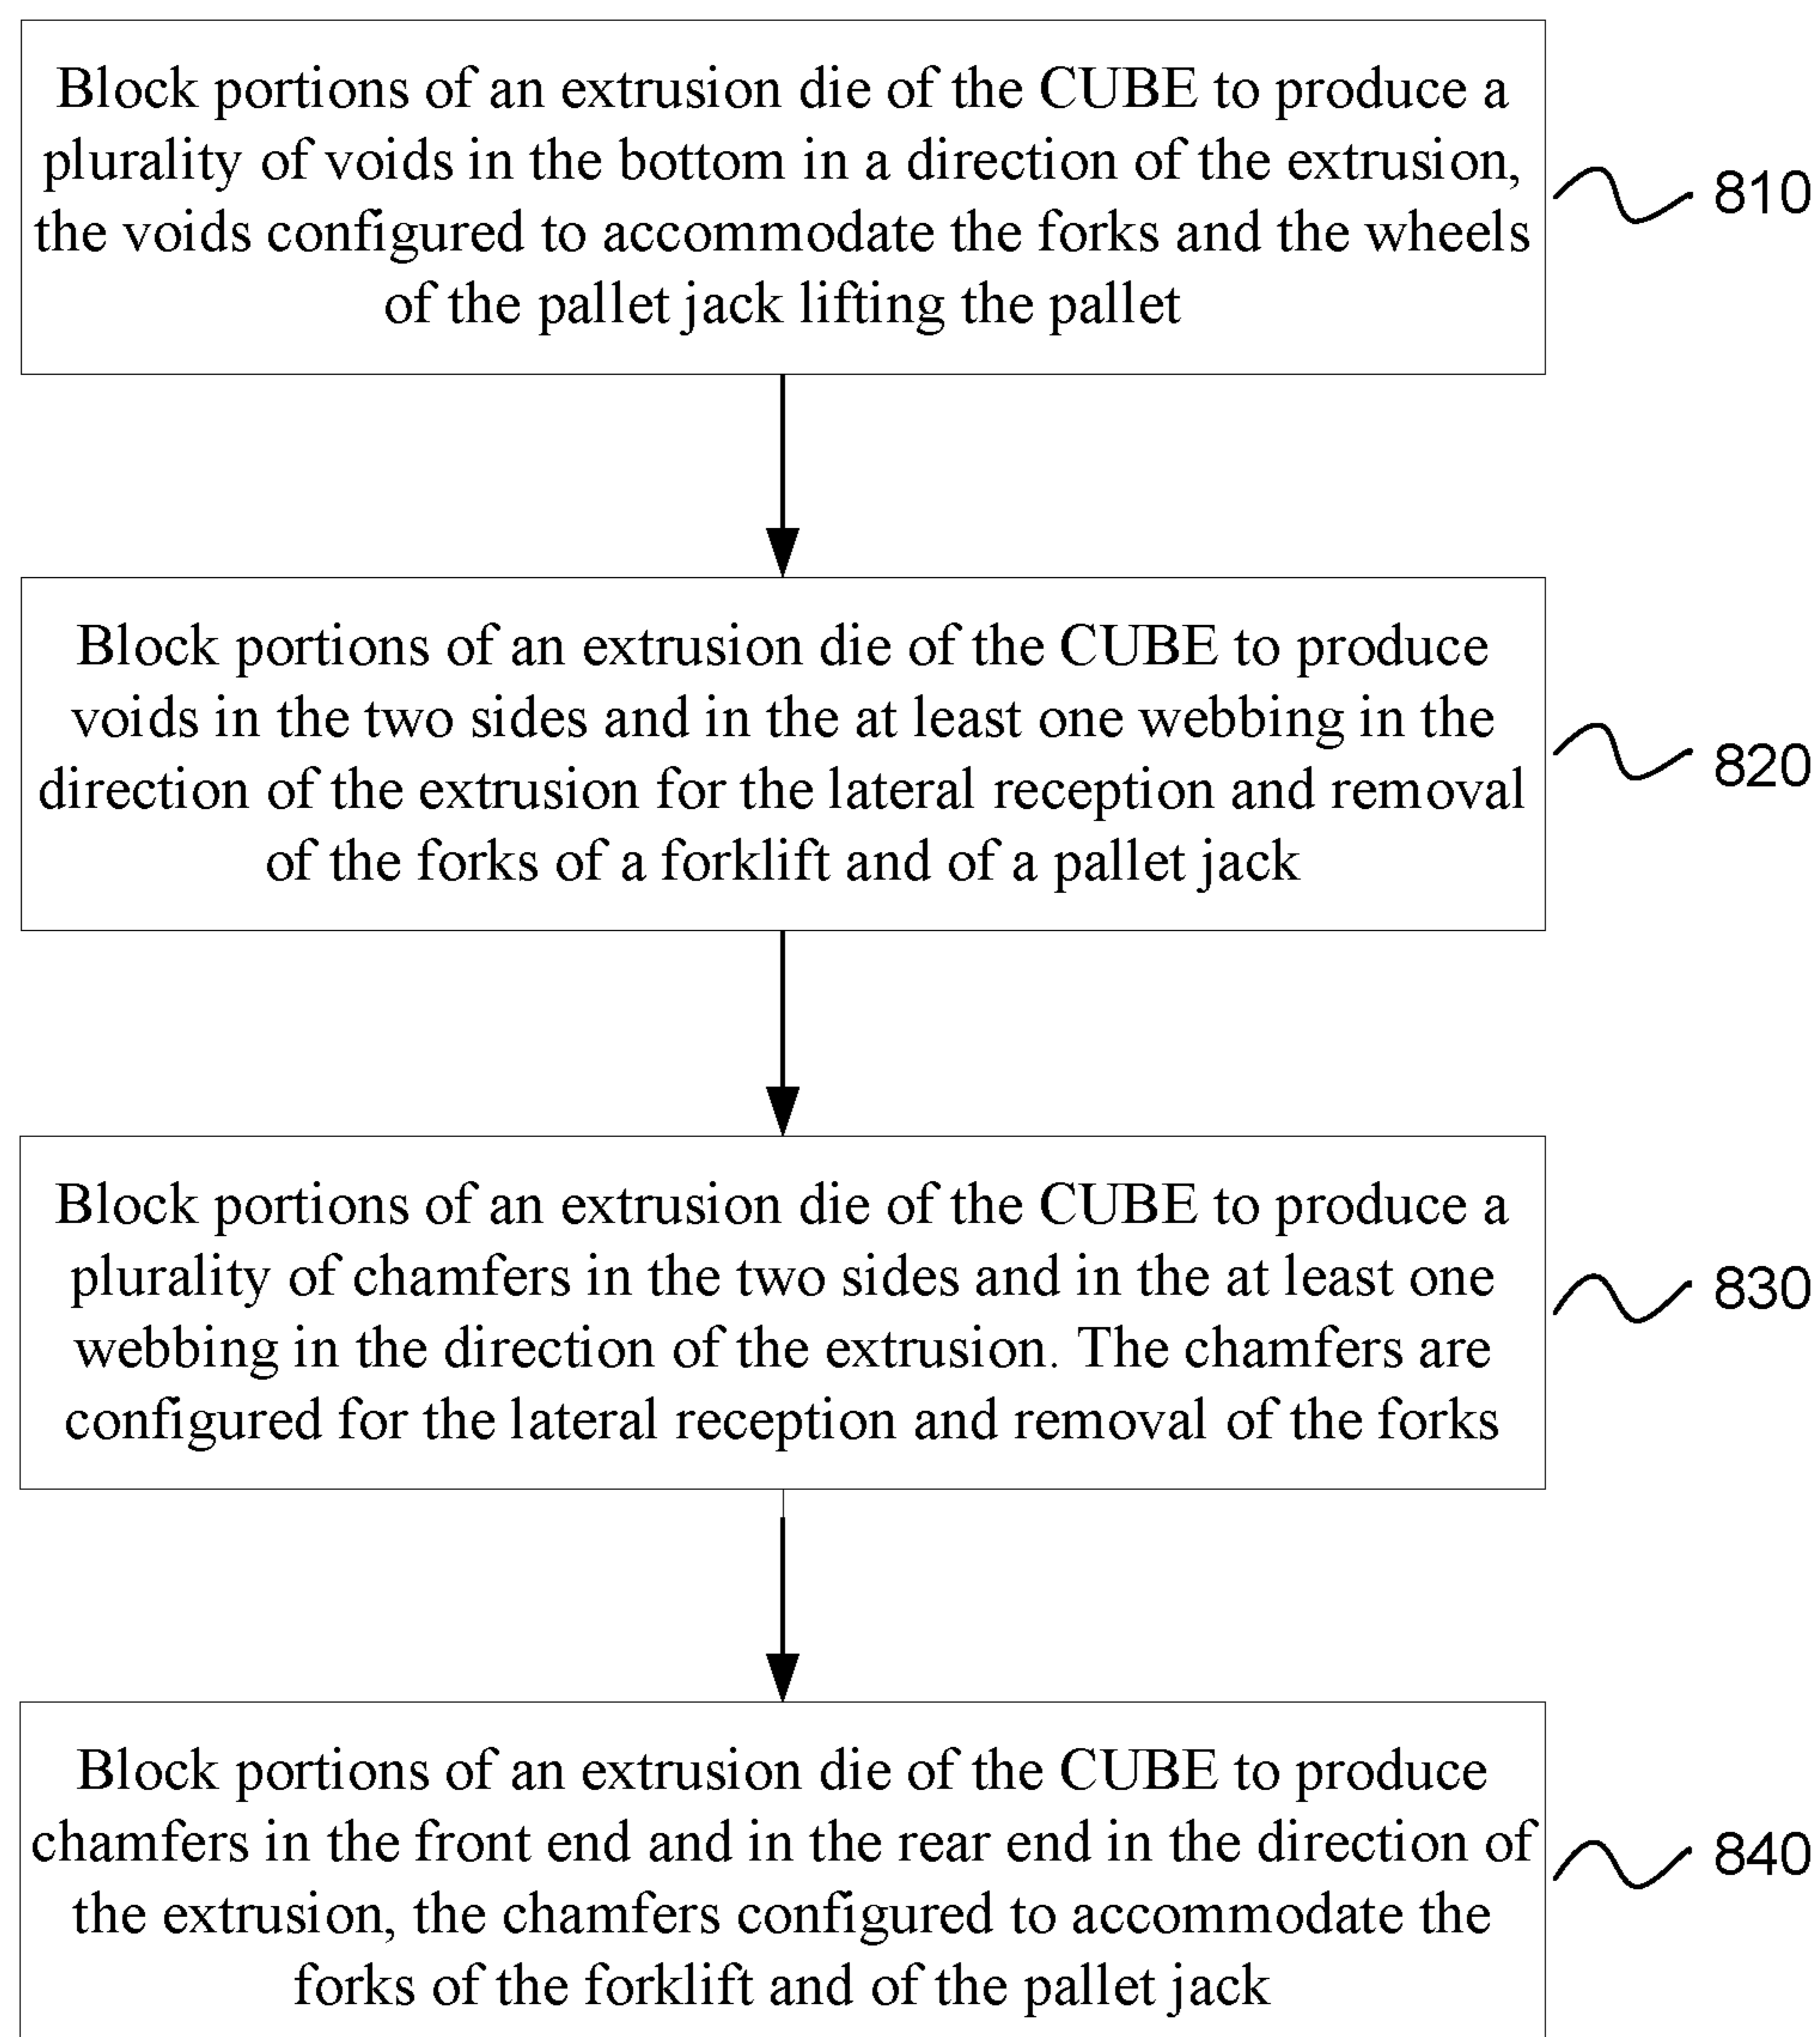 Block portions of an extrusion die of the CUBE to produce a
plurality of voids in the bottom in a direction of the extrusion,
the voids configured to accommodate the forks and the wheels
of the pallet jack lifting the pallet
810
Block portions of an extrusion die of the CUBE to produce
voids in the two sides and in the at least one webbing in the
direction of the extrusion for the lateral reception and removal
of the forks of a forklift and of a pallet jack
820
Block portions of an extrusion die of the CUBE to produce a
plurality of chamfers in the two sides and in the at least one
webbing in the direction of the extrusion. The chamfers are
configured for the lateral reception and removal of the forks
830
Block portions of an extrusion die of the CUBE to produce
chamfers in the front end and in the rear end in the direction of
the extrusion, the chamfers configured to accommodate the
forks of the forklift and of the pallet jack
840